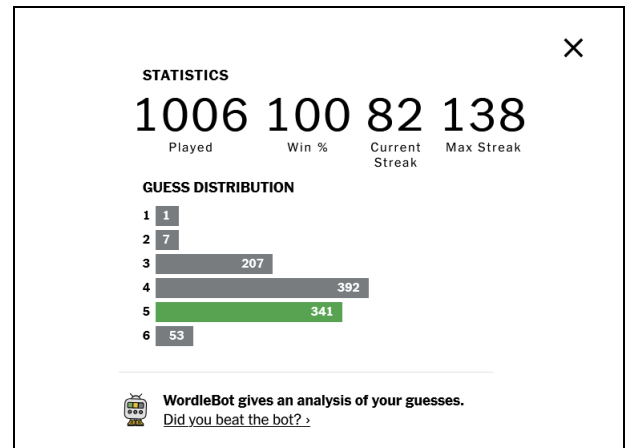 STATISTICS
1006 100 82 138
Played Win % Current Streak Max Streak
GUESS DISTRIBUTION
1 1
2 7
3 207
4 392
5 341
6 53
WordleBot gives an analysis of your guesses.
Did you beat the bot? ›